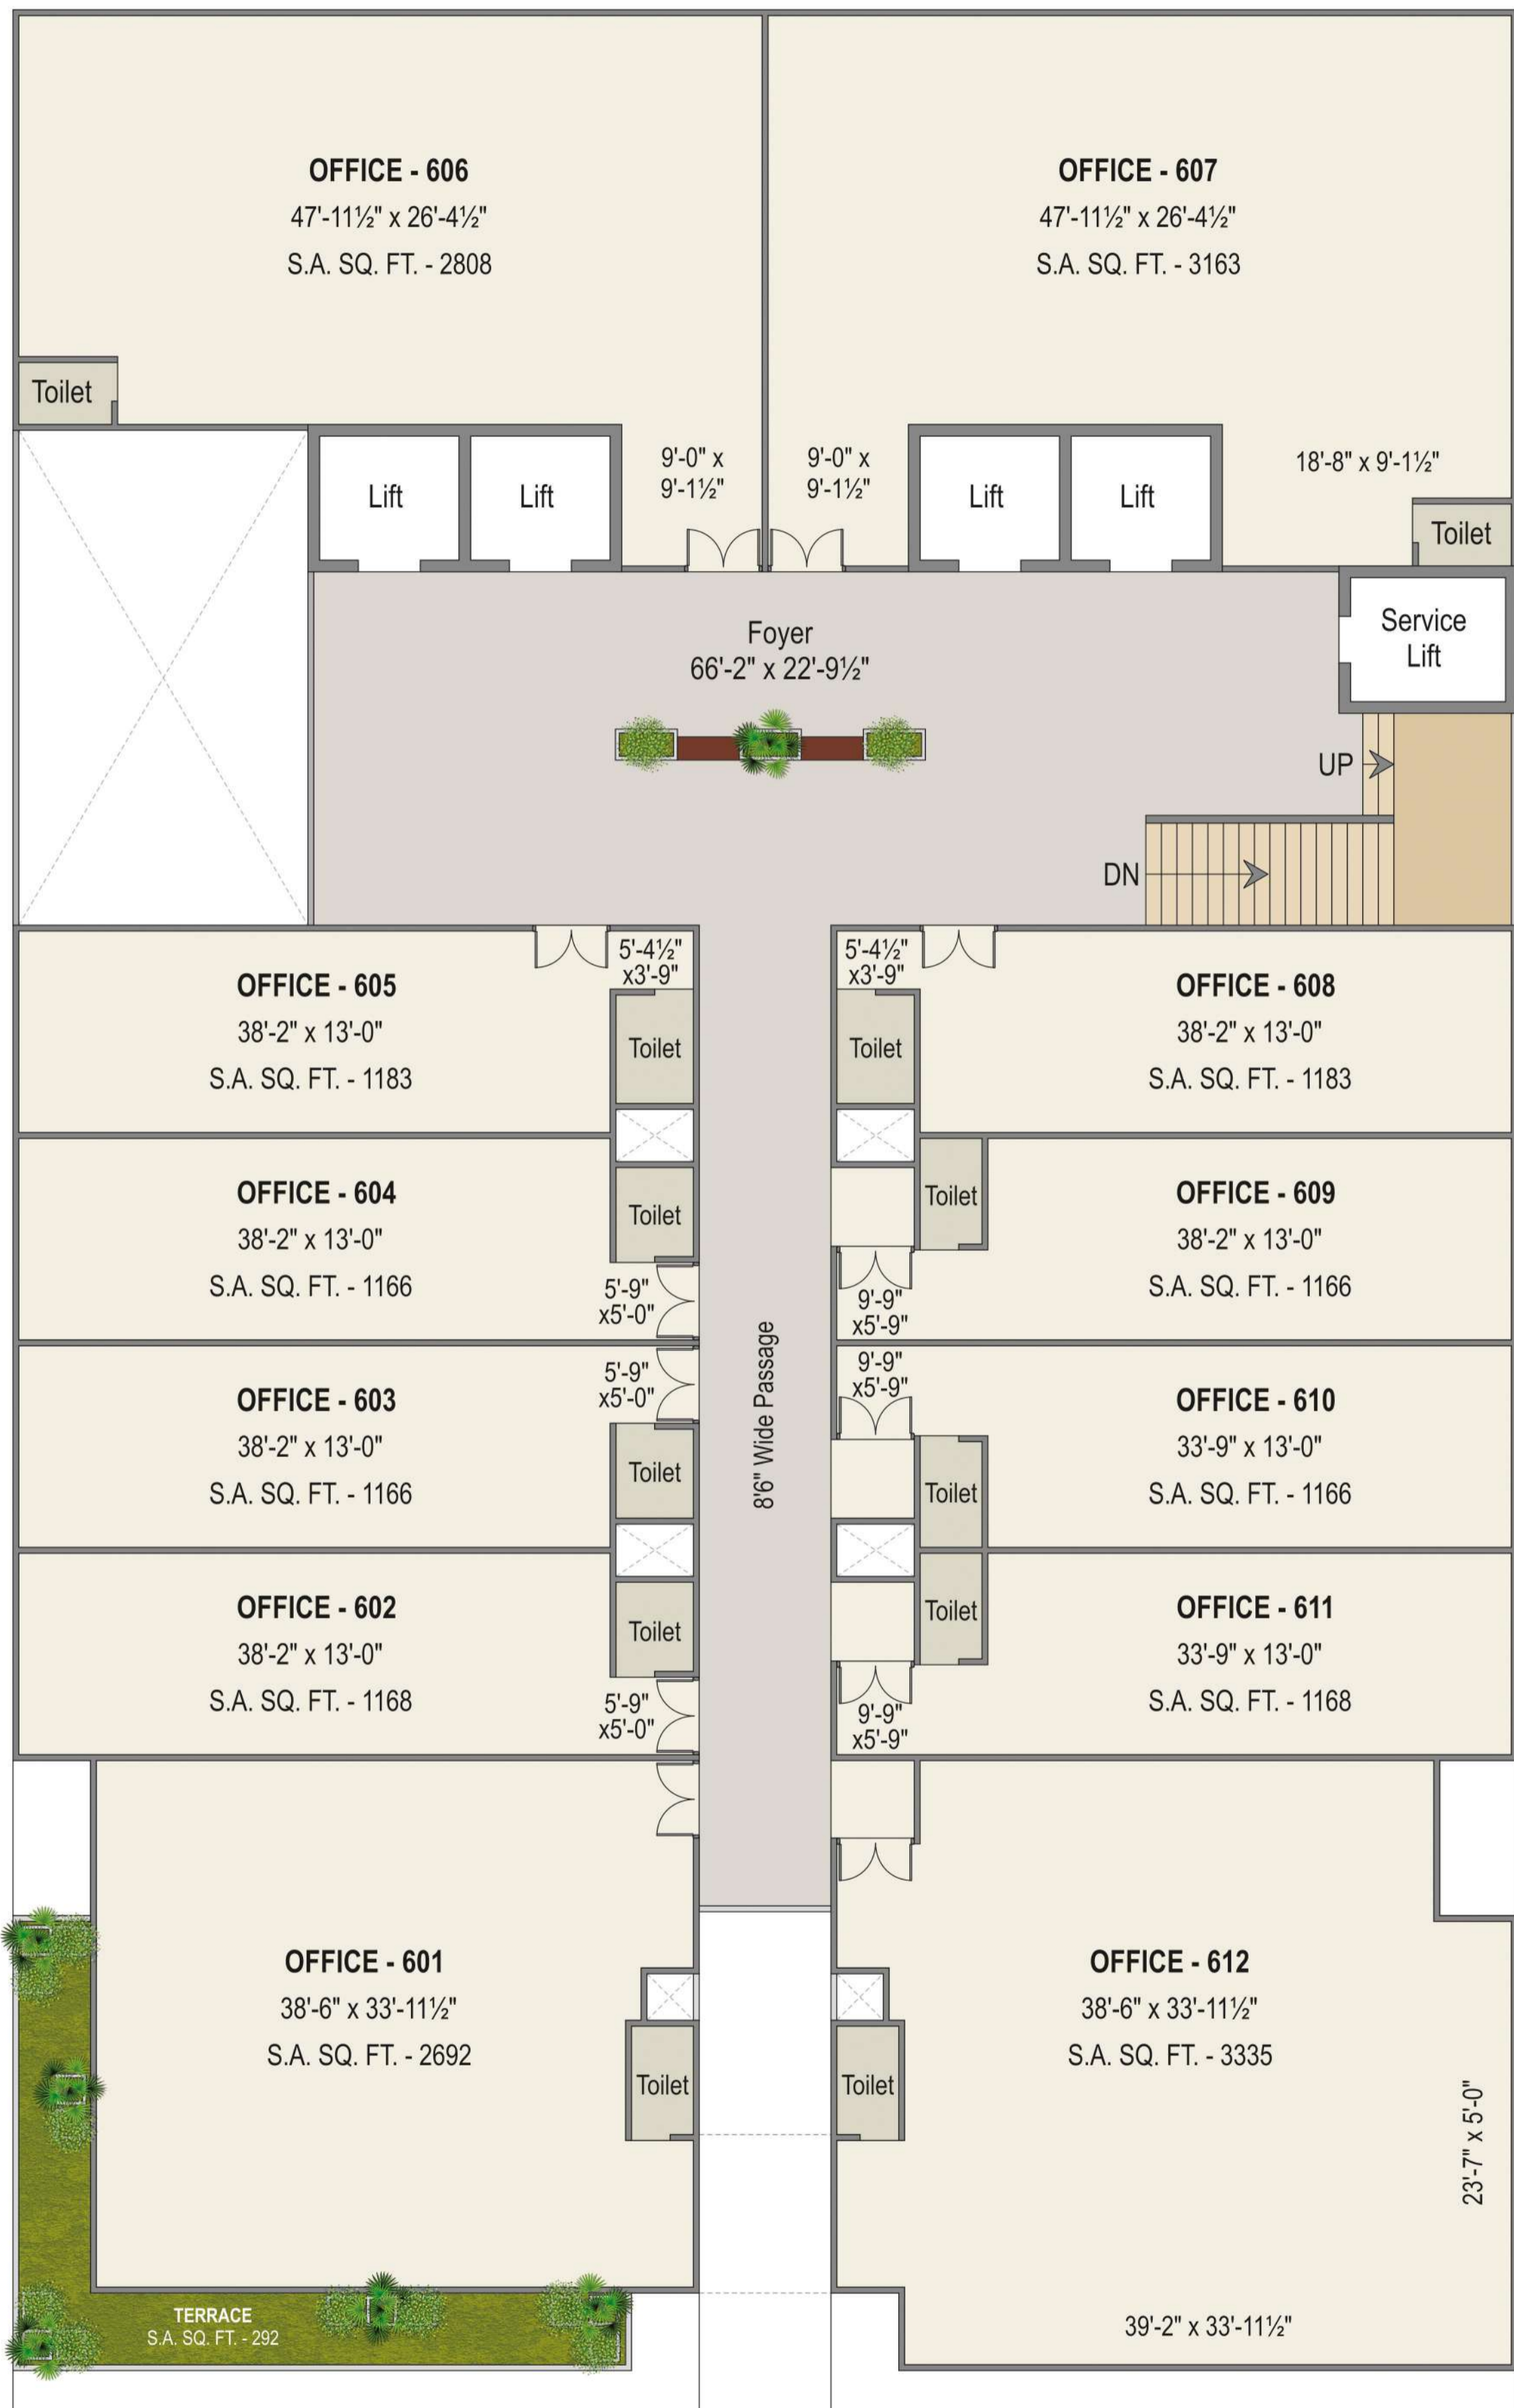 OFFICE - 606
47'-11½" x 26'-4½"
S.A. SQ. FT. - 2808
OFFICE - 607
47'-11½" x 26'-4½"
S.A. SQ. FT. - 3163
Toilet
Lift
Lift
9'-0" x
9'-1½"
9'-0" x
9'-1½"
Lift
Lift
18'-8" x 9'-1½"
Toilet
Foyer
66'-2" x 22'-9½"
Service
Lift
UP
DN
OFFICE - 605
38'-2" x 13'-0"
S.A. SQ. FT. - 1183
5'-4½"
x3'-9"
Toilet
5'-4½"
x3'-9"
Toilet
OFFICE - 608
38'-2" x 13'-0"
S.A. SQ. FT. - 1183
OFFICE - 604
38'-2" x 13'-0"
S.A. SQ. FT. - 1166
Toilet
5'-9"
x5'-0"
Toilet
9'-9"
x5'-9"
OFFICE - 609
38'-2" x 13'-0"
S.A. SQ. FT. - 1166
8'6" Wide Passage
OFFICE - 603
38'-2" x 13'-0"
S.A. SQ. FT. - 1166
5'-9"
x5'-0"
Toilet
9'-9"
x5'-9"
Toilet
OFFICE - 610
33'-9" x 13'-0"
S.A. SQ. FT. - 1166
OFFICE - 602
38'-2" x 13'-0"
S.A. SQ. FT. - 1168
Toilet
5'-9"
x5'-0"
Toilet
9'-9"
x5'-9"
OFFICE - 611
33'-9" x 13'-0"
S.A. SQ. FT. - 1168
OFFICE - 601
38'-6" x 33'-11½"
S.A. SQ. FT. - 2692
Toilet
Toilet
OFFICE - 612
38'-6" x 33'-11½"
S.A. SQ. FT. - 3335
23'-7" x 5'-0"
39'-2" x 33'-11½"
TERRACE
S.A. SQ. FT. - 292